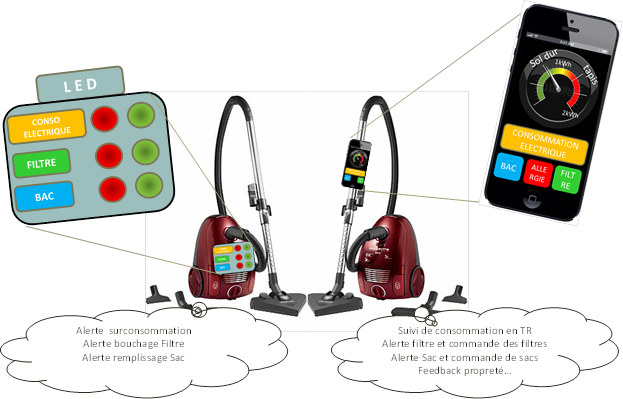 L E D
CONSO
ELECTRIQUE
FILTRE
BAC
Sol dur
tapis
1kWh
2kWh
CONSOMMATION
ELECTRIQUE
BAC
ALLE
RGIE
FILT
RE
Alerte surconsommation
Alerte bouchage Filtre
Alerte remplissage Sac
Suivi de consommation en TR
Alerte filtre et commande des filtres
Alerte Sac et commande de sacs
Feedback propreté...